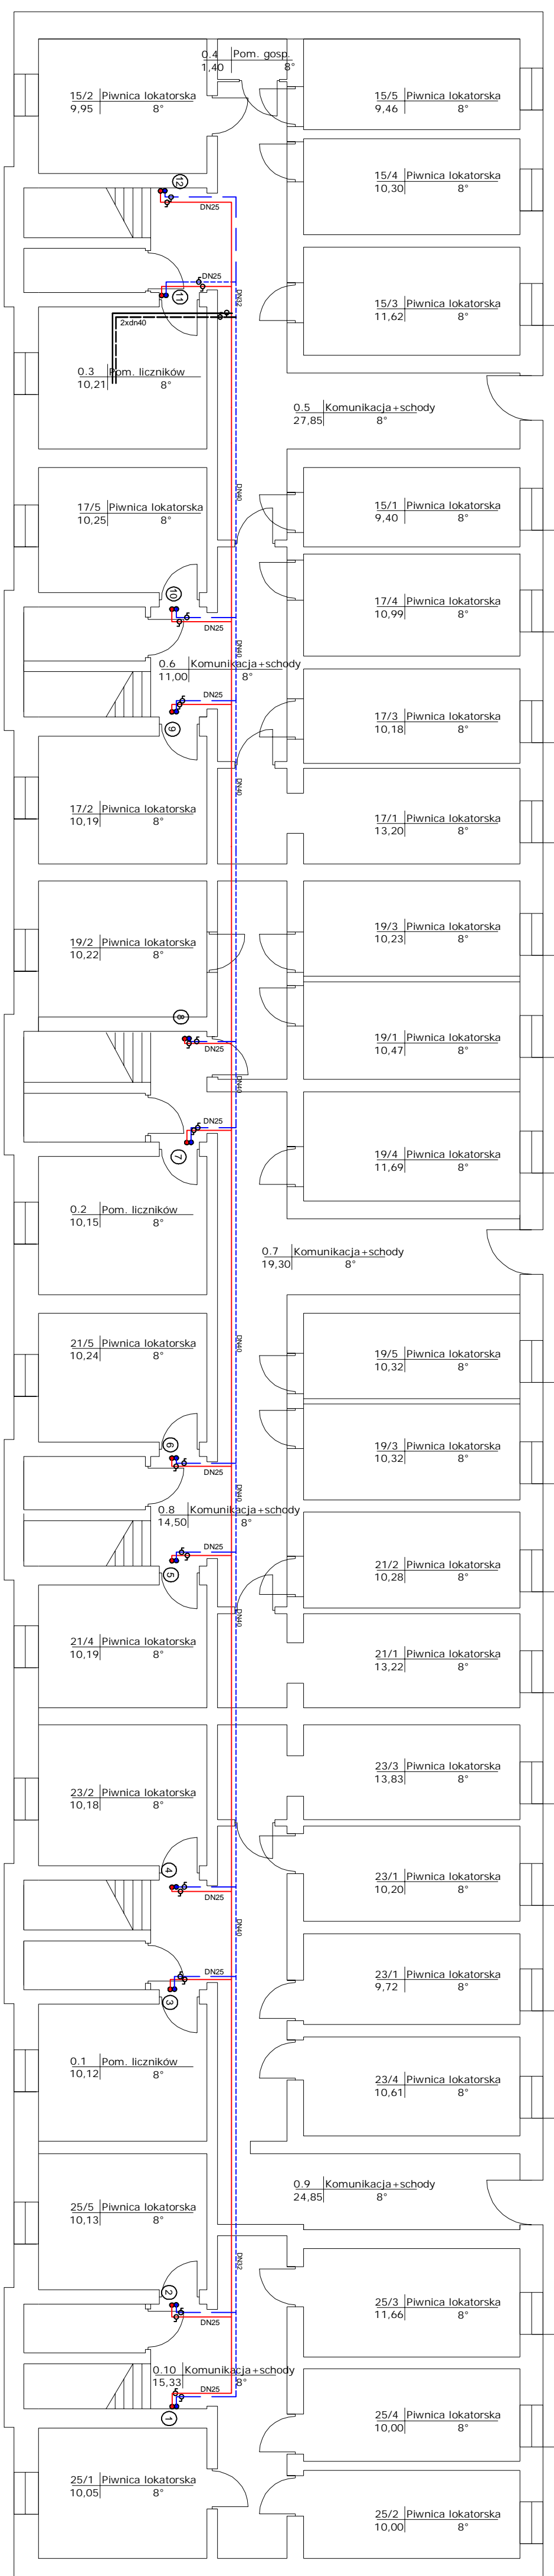 0.4 Pom. gosp.
1,40 8°
15/2 Piwnica lokatorska
9,95 8°
15/5 Piwnica lokatorska
9,46 8°
15/4 Piwnica lokatorska
10,30 8°
12
DN25
DN25
11
DN32
15/3 Piwnica lokatorska
11,62 8°
2xdn40
0.3 Pom. liczników
10,21 8°
0.5 Komunikacja+schody
27,85 8°
DN40
17/5 Piwnica lokatorska
10,25 8°
15/1 Piwnica lokatorska
9,40 8°
10
DN25
17/4 Piwnica lokatorska
10,99 8°
DN40
0.6 Komunikacja+schody
11,00 8°
DN25
9
17/3 Piwnica lokatorska
10,18 8°
DN40
17/2 Piwnica lokatorska
10,19 8°
17/1 Piwnica lokatorska
13,20 8°
19/2 Piwnica lokatorska
10,22 8°
19/3 Piwnica lokatorska
10,23 8°
8
DN25
19/1 Piwnica lokatorska
10,47 8°
DN40
DN25
7
19/4 Piwnica lokatorska
11,69 8°
0.2 Pom. liczników
10,15 8°
0.7 Komunikacja+schody
19,30 8°
DN40
21/5 Piwnica lokatorska
10,24 8°
19/5 Piwnica lokatorska
10,32 8°
6
DN25
19/3 Piwnica lokatorska
10,32 8°
DN40
0.8 Komunikacja+schody
14,50 8°
DN25
5
21/2 Piwnica lokatorska
10,28 8°
DN40
21/4 Piwnica lokatorska
10,19 8°
21/1 Piwnica lokatorska
13,22 8°
23/2 Piwnica lokatorska
10,18 8°
23/3 Piwnica lokatorska
13,83 8°
4
DN25
23/1 Piwnica lokatorska
10,20 8°
DN40
DN25
3
23/1 Piwnica lokatorska
9,72 8°
0.1 Pom. liczników
10,12 8°
23/4 Piwnica lokatorska
10,61 8°
25/5 Piwnica lokatorska
10,13 8°
0.9 Komunikacja+schody
24,85 8°
DN32
2
DN25
25/3 Piwnica lokatorska
11,66 8°
0.10 Komunikacja+schody
15,33 8°
DN25
1
25/4 Piwnica lokatorska
10,00 8°
25/1 Piwnica lokatorska
10,05 8°
25/2 Piwnica lokatorska
10,00 8°